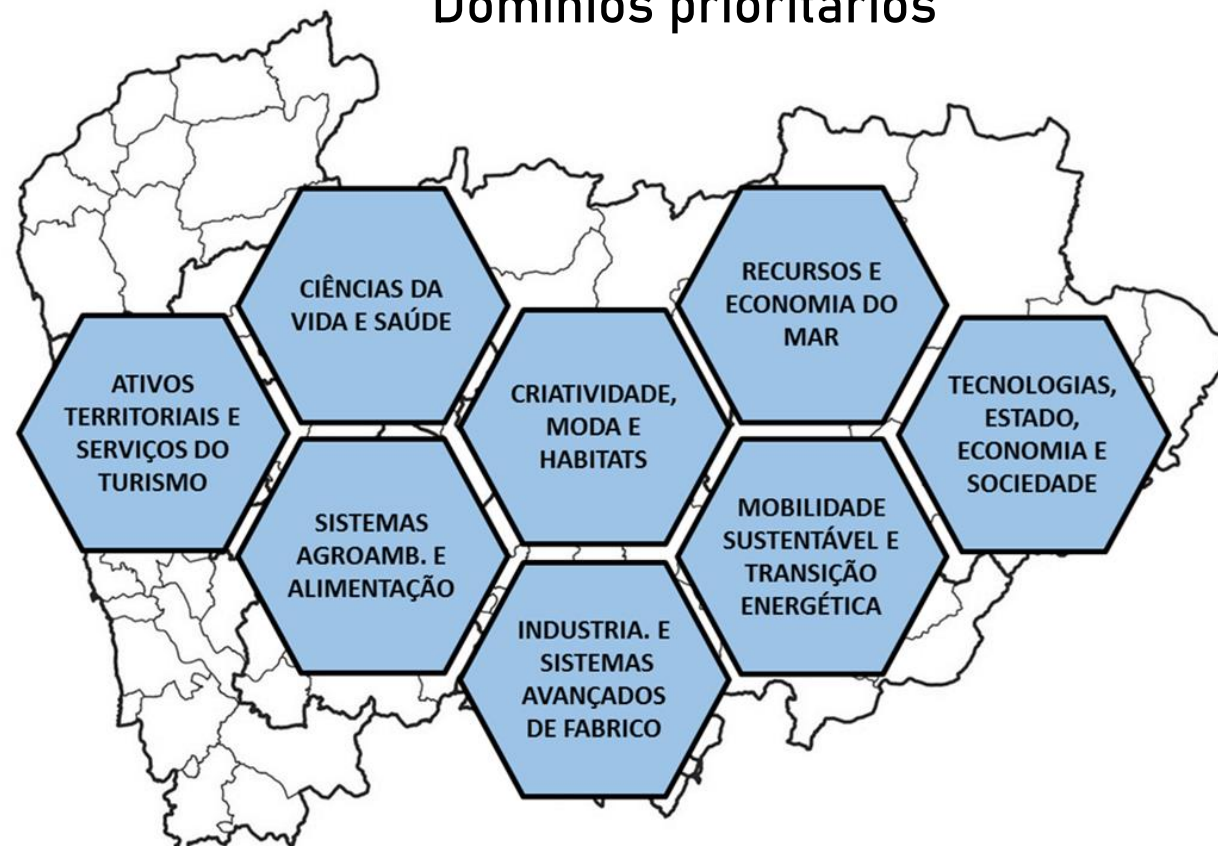 Domínios prioritários
CIÊNCIAS DA
VIDA E SAÚDE
RECURSOS E
ECONOMIA DO
MAR
ATIVOS
TERRITORIAIS E
SERVIÇOS DO
TURISMO
CRIATIVIDADE,
MODA E
HABITATS
TECNOLOGIAS,
ESTADO,
ECONOMIA E
SOCIEDADE
SISTEMAS
AGROAMB. E
ALIMENTAÇÃO
MOBILIDADE
SUSTENTÁVEL E
TRANSIÇÃO
ENERGÉTICA
INDUSTRIA. E
SISTEMAS
AVANÇADOS
DE FABRICO